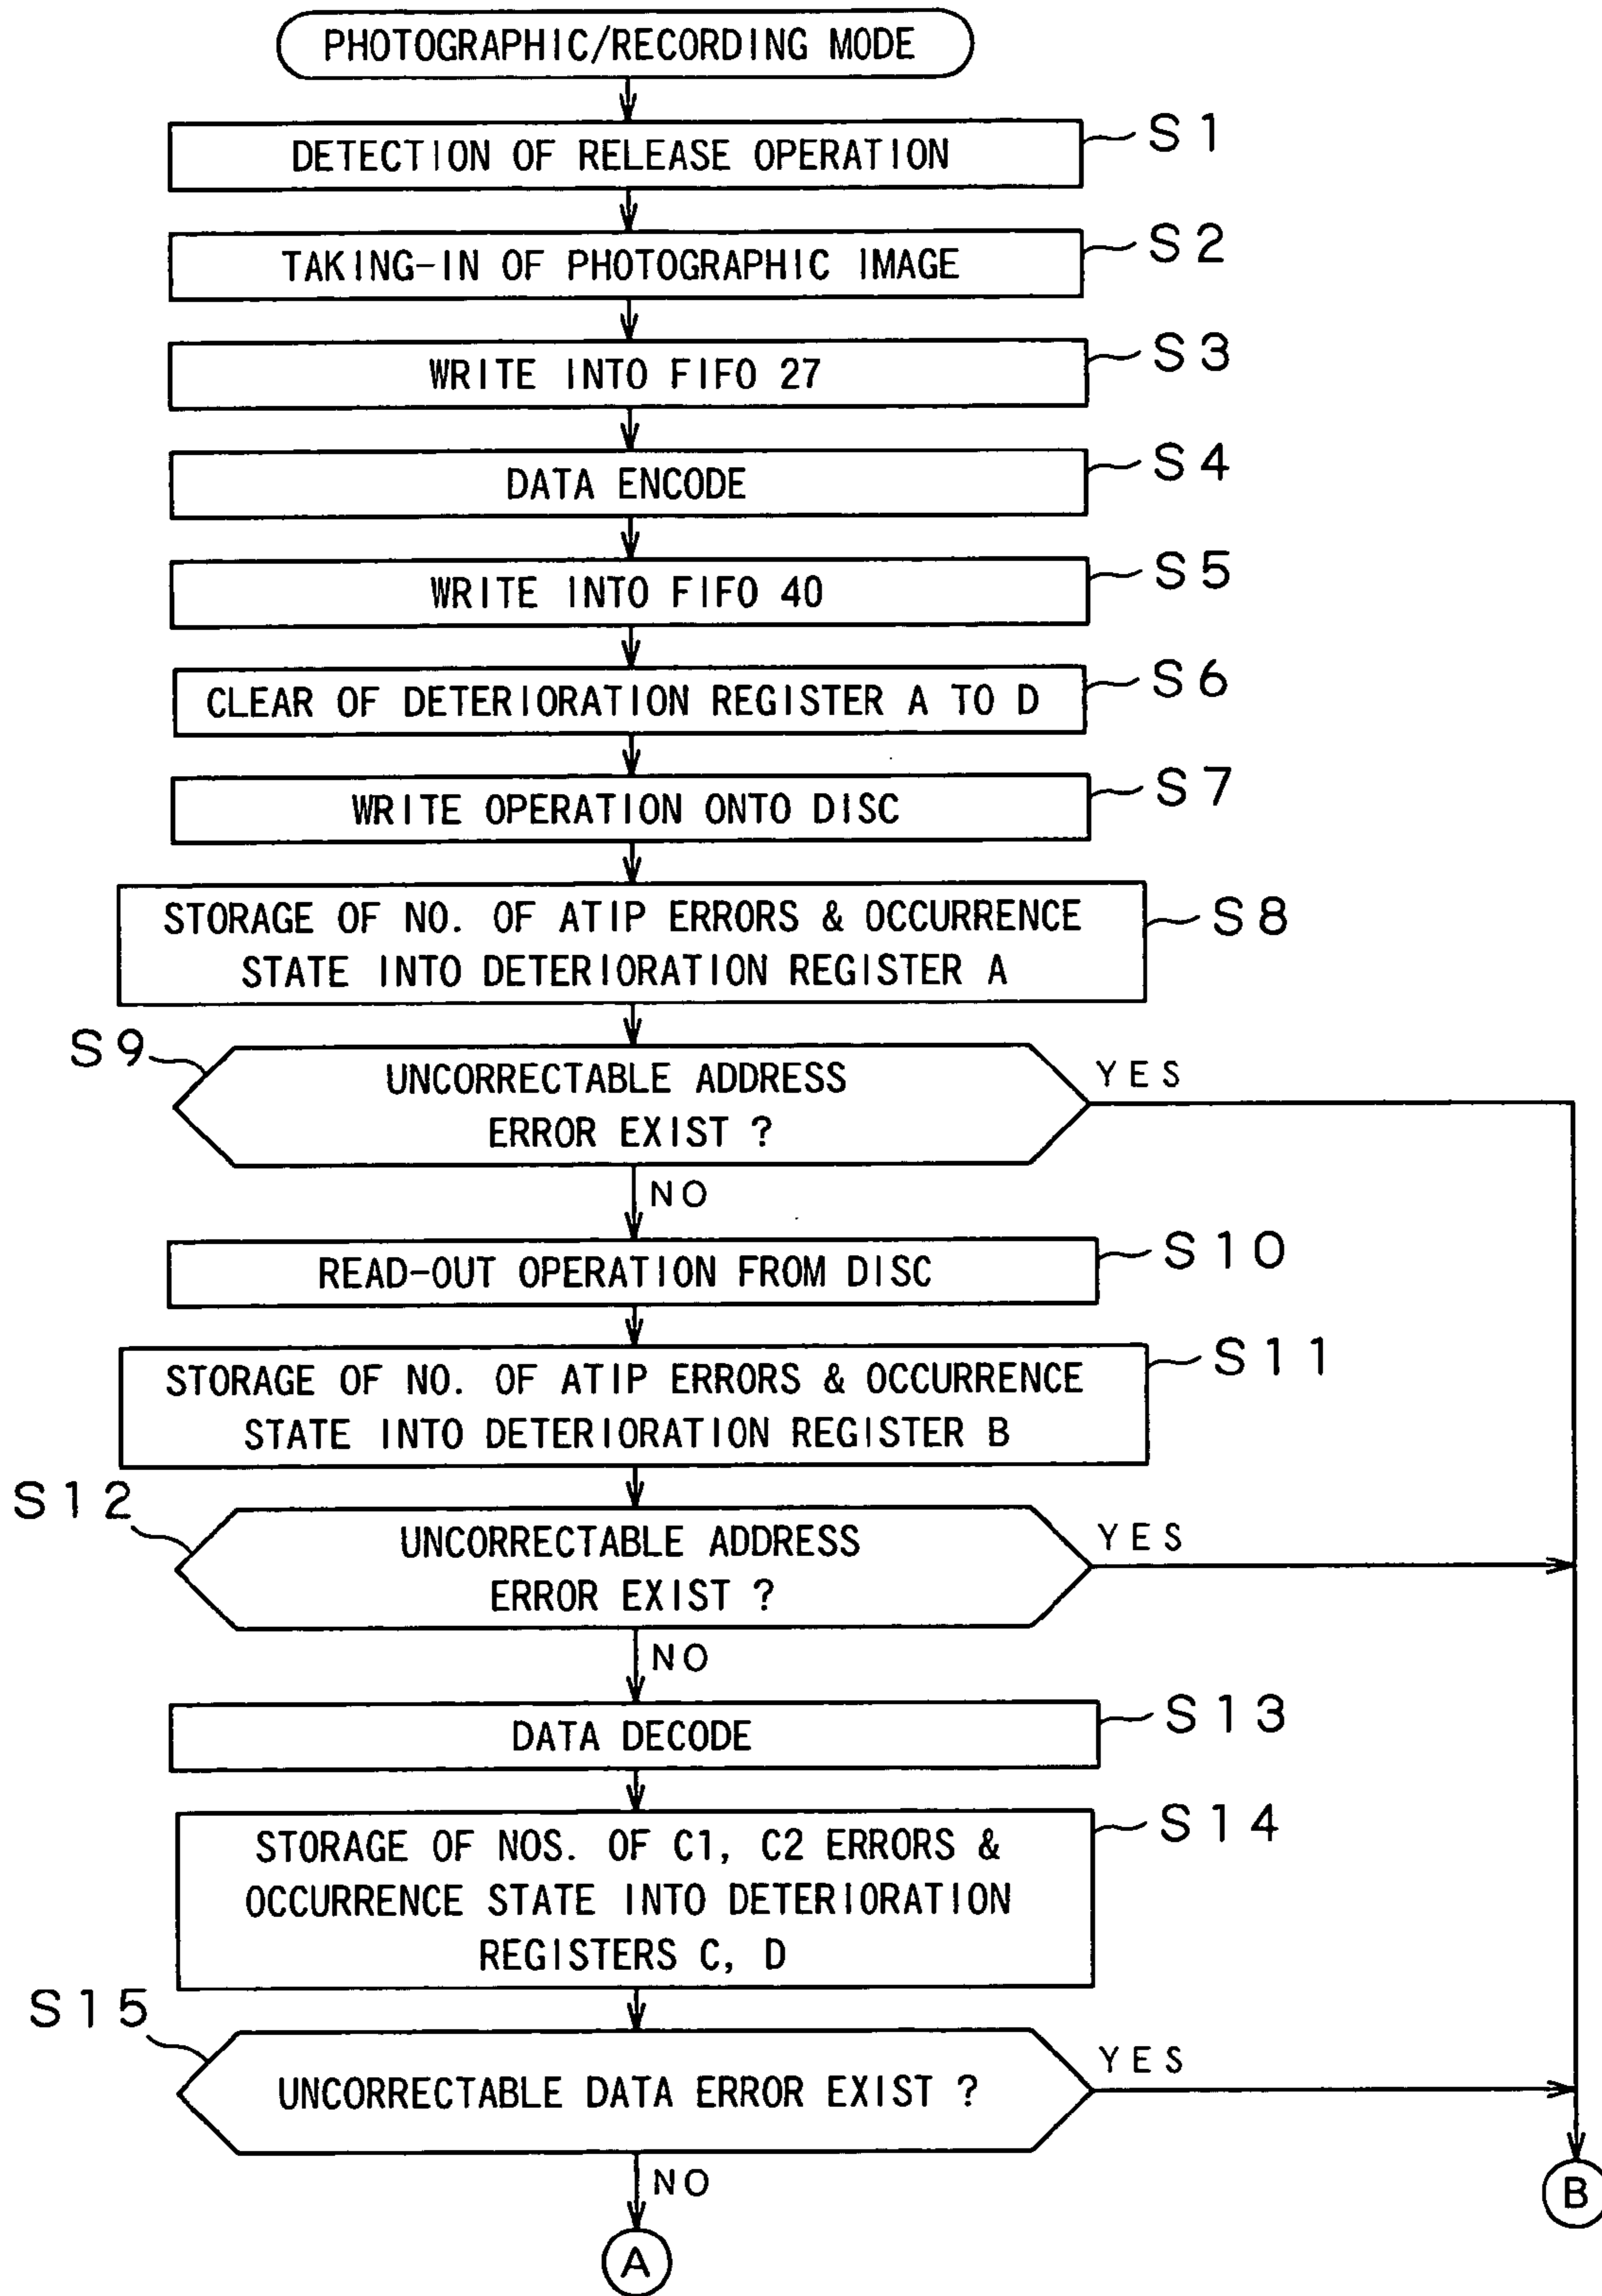 PHOTOGRAPHIC/RECORDING MODE
DETECTION OF RELEASE OPERATION
S1
TAKING-IN OF PHOTOGRAPHIC IMAGE
S2
WRITE INTO FIFO 27
S3
DATA ENCODE
S4
WRITE INTO FIFO 40
S5
CLEAR OF DETERIORATION REGISTER A TO D
S6
WRITE OPERATION ONTO DISC
S7
STORAGE OF NO. OF ATIP ERRORS & OCCURRENCE
STATE INTO DETERIORATION REGISTER A
S8
S9
UNCORRECTABLE ADDRESS
ERROR EXIST ?
YES
NO
READ-OUT OPERATION FROM DISC
S10
STORAGE OF NO. OF ATIP ERRORS & OCCURRENCE
STATE INTO DETERIORATION REGISTER B
S11
S12
UNCORRECTABLE ADDRESS
ERROR EXIST ?
YES
NO
DATA DECODE
S13
STORAGE OF NOS. OF C1, C2 ERRORS &
OCCURRENCE STATE INTO DETERIORATION
REGISTERS C, D
S14
S15
UNCORRECTABLE DATA ERROR EXIST ?
YES
NO
B
A